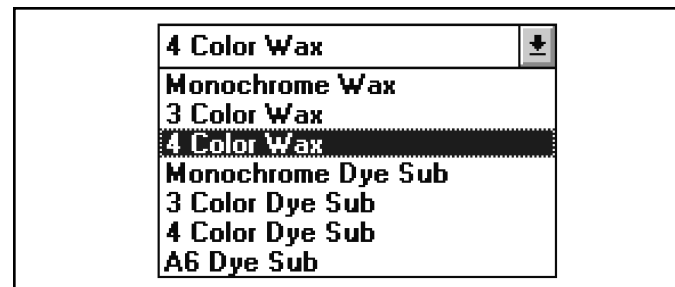 4 Color Wax
Monochrome Wax
3 Color Wax
4 Color Wax
Monochrome Dye Sub
3 Color Dye Sub
4 Color Dye Sub
A6 Dye Sub